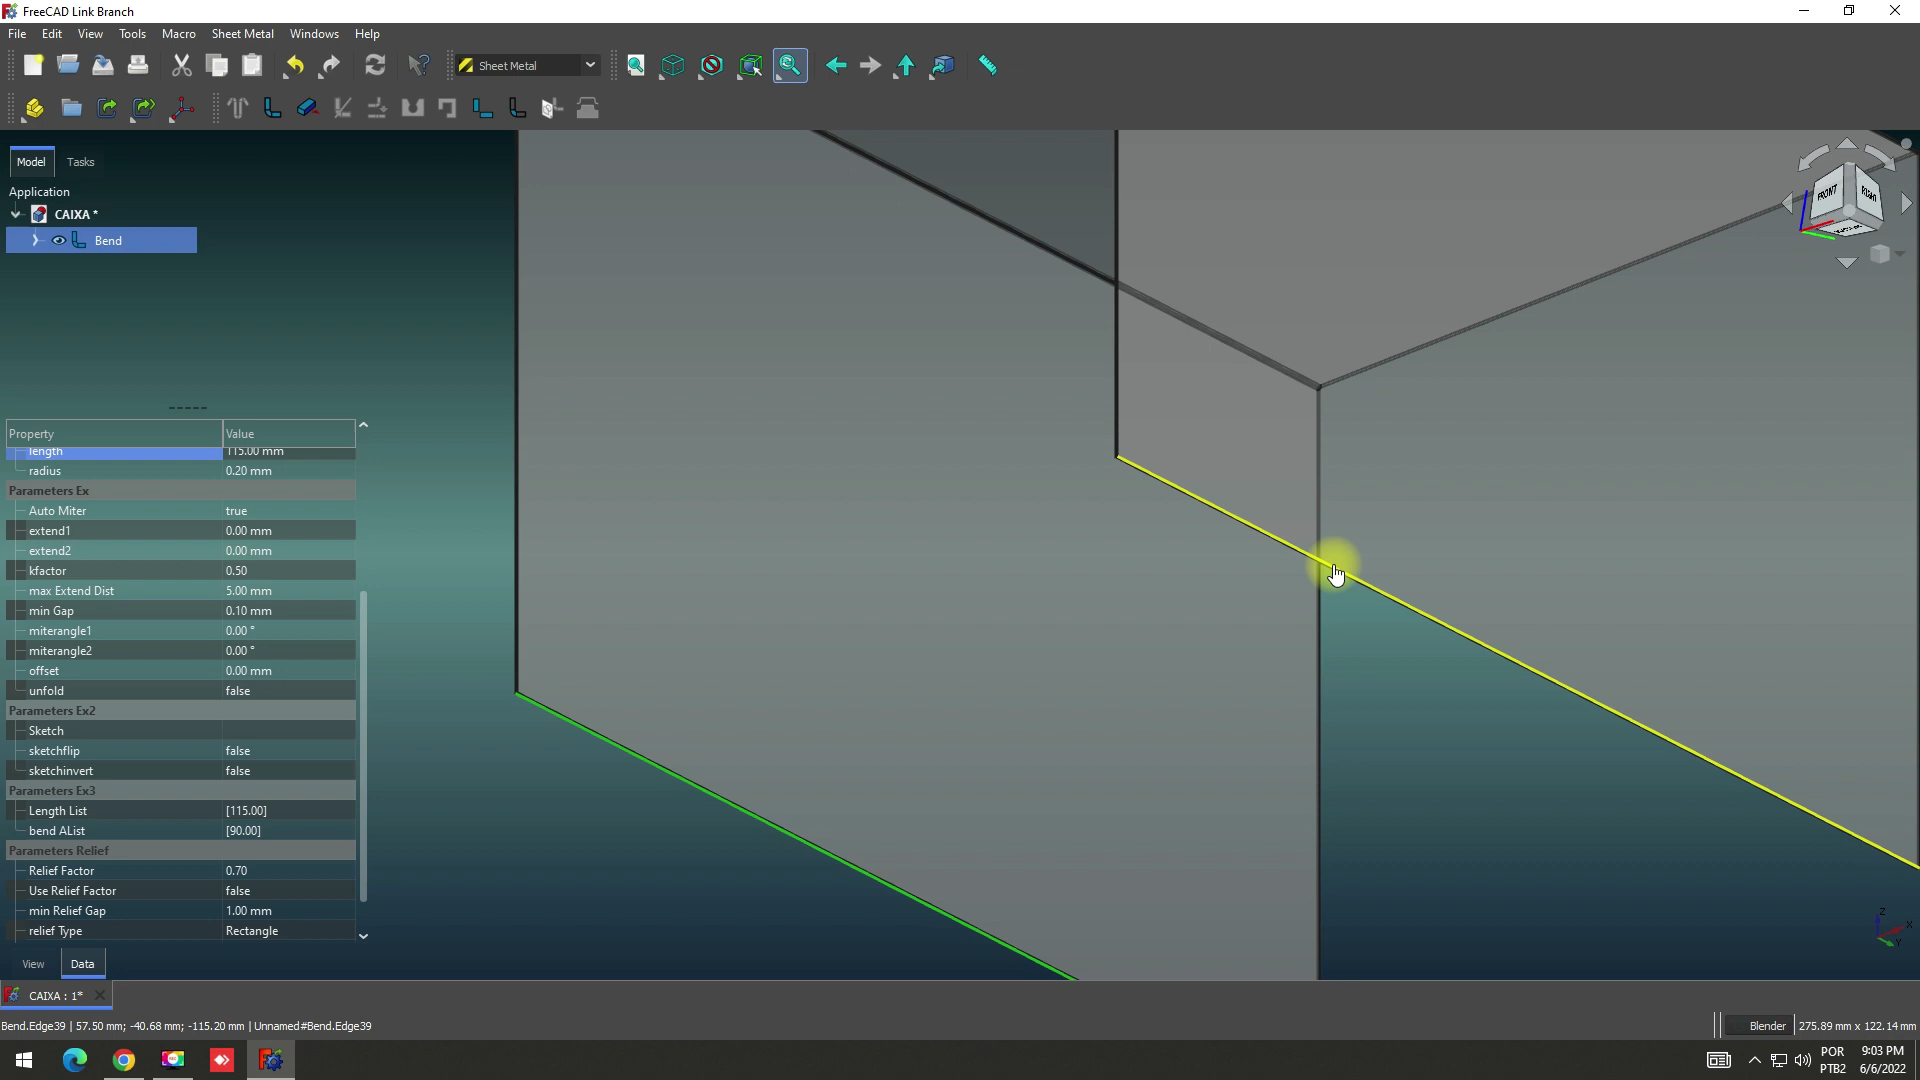 FreeCAD Link Branch
File Edit View Tools Macro Sheet Metal Windows Help
Sheet Metal
Model Tasks
Application
CAIXA *
Bend
FRONT RIGHT
Property Value
length 115.00 mm
radius 0.20 mm
Parameters Ex
Auto Miter true
extend1 0.00 mm
extend2 0.00 mm
kfactor 0.50
max Extend Dist 5.00 mm
min Gap 0.10 mm
miterangle1 0.00 °
miterangle2 0.00 °
offset 0.00 mm
unfold false
Parameters Ex2
Sketch
sketchflip false
sketchinvert false
Parameters Ex3
Length List [115.00]
bend AList [90.00]
Parameters Relief
Relief Factor 0.70
Use Relief Factor false
min Relief Gap 1.00 mm
relief Type Rectangle
Z
X
Y
View Data
CAIXA : 1*
Bend.Edge39 | 57.50 mm; -40.68 mm; -115.20 mm | Unnamed#Bend.Edge39
Blender 275.89 mm x 122.14 mm
POR 9:03 PM
PTB2 6/6/2022